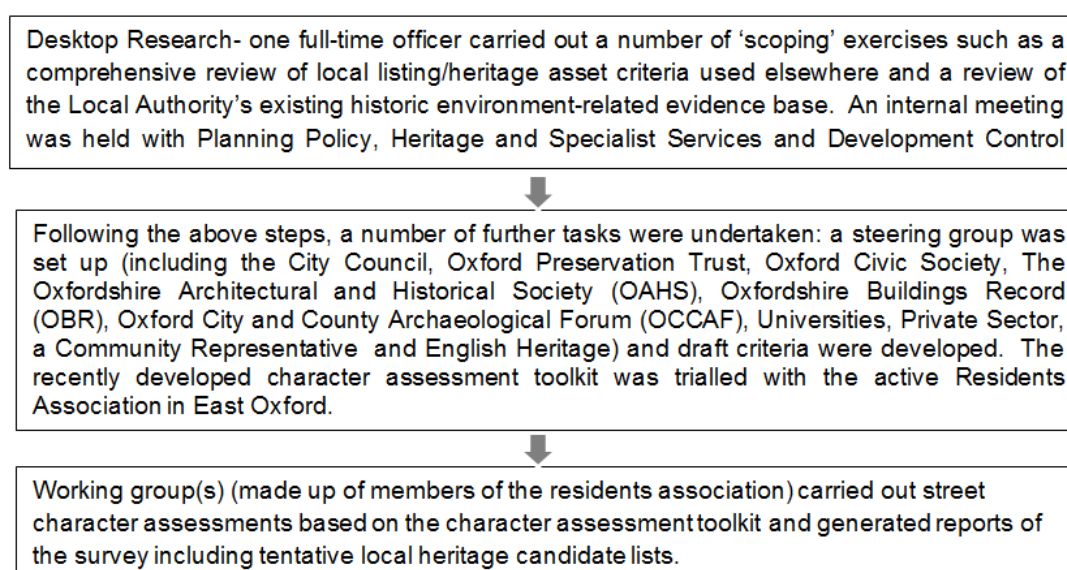 Desktop Research- one full-time officer carried out a number of ‘scoping’ exercises such as a
comprehensive review of local listing/heritage asset criteria used elsewhere and a review of
the Local Authority’s existing historic environment-related evidence base.  An internal meeting
was held with Planning Policy, Heritage and Specialist Services and Development Control
Following the above steps, a number of further tasks were undertaken: a steering group was
set up (including the City Council, Oxford Preservation Trust, Oxford Civic Society, The
Oxfordshire Architectural and Historical Society (OAHS), Oxfordshire Buildings Record
(OBR), Oxford City and County Archaeological Forum (OCCAF), Universities, Private Sector,
a Community Representative and English Heritage) and draft criteria were developed.  The
recently developed character assessment toolkit was trialled with the active Residents
Association in East Oxford.
Working group(s) (made up of members of the residents association) carried out street
character assessments based on the character assessment toolkit and generated reports of
the survey including tentative local heritage candidate lists.